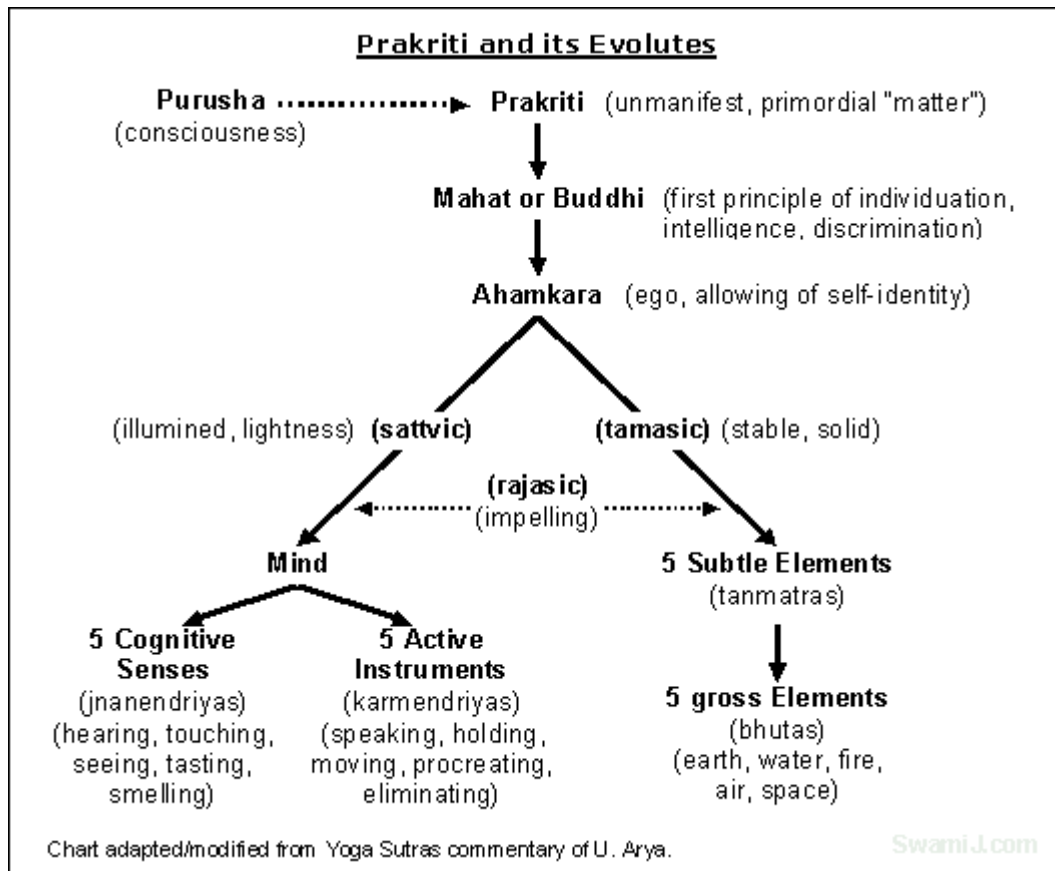 Prakriti and its Evolutes
Purusha Prakriti (unmanifest, primordial "matter")
(consciousness)
Mahat or Buddhi (first principle of individuation,
intelligence, discrimination)
Ahamkara (ego, allowing of self-identity)
(illumined, lightness) (sattvic) (tamasic) (stable, solid)
(rajasic)
(impelling)
Mind
5 Cognitive
Senses
(jnanendriyas)
(hearing, touching,
seeing, tasting,
smelling)
5 Active
Instruments
(karmendriyas)
(speaking, holding,
moving, procreating,
eliminating)
5 Subtle Elements
(tanmatras)
5 gross Elements
(bhutas)
(earth, water, fire,
air, space)
Chart adapted/modified from Yoga Sutras commentary of U. Arya.
SwamiJ.com